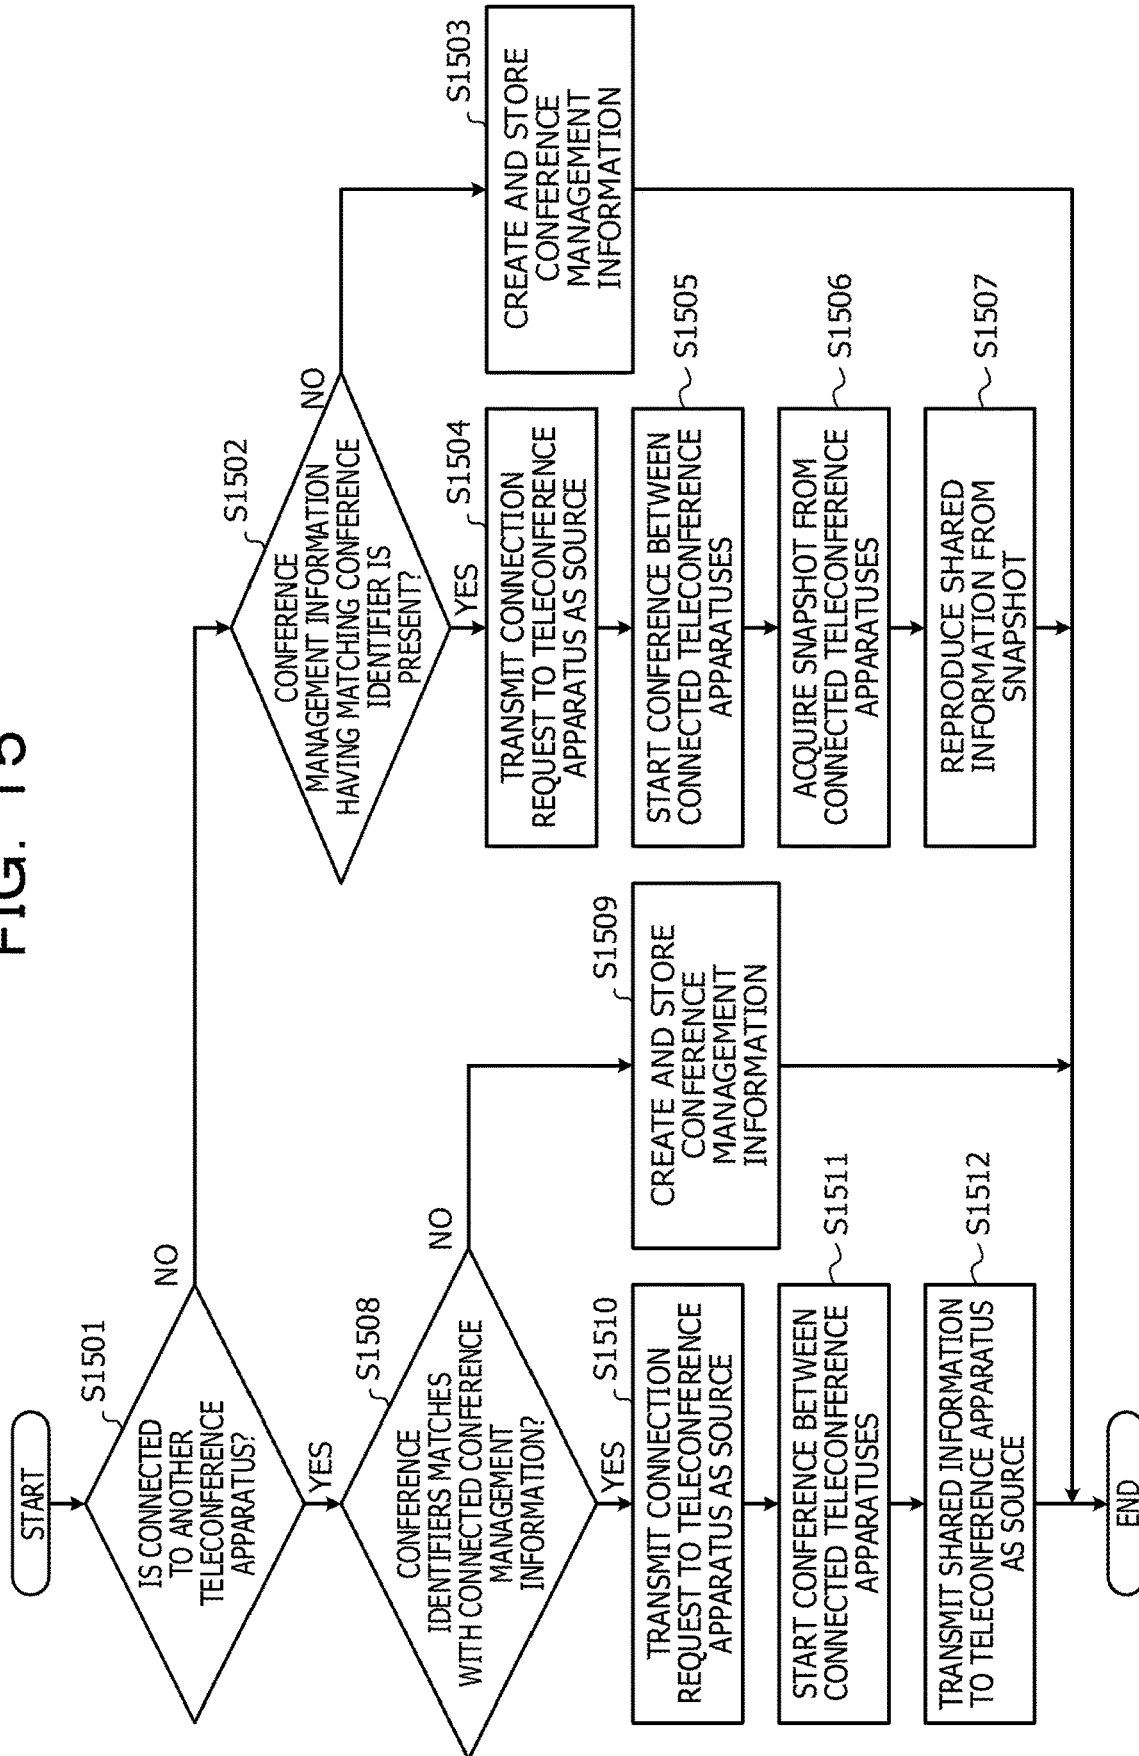 FIG. 15
START
S1501
IS CONNECTED
TO ANOTHER
TELECONFERENCE
APPARATUS?
NO
YES
S1502
CONFERENCE
MANAGEMENT INFORMATION
HAVING MATCHING CONFERENCE
IDENTIFIER IS
PRESENT?
NO
YES
S1503
CREATE AND STORE
CONFERENCE
MANAGEMENT
INFORMATION
S1504
TRANSMIT CONNECTION
REQUEST TO TELECONFERENCE
APPARATUS AS SOURCE
S1505
START CONFERENCE BETWEEN
CONNECTED TELECONFERENCE
APPARATUSES
S1506
ACQUIRE SNAPSHOT FROM
CONNECTED TELECONFERENCE
APPARATUSES
S1507
REPRODUCE SHARED
INFORMATION FROM
SNAPSHOT
S1508
CONFERENCE
IDENTIFIERS MATCHES
WITH CONNECTED CONFERENCE
MANAGEMENT
INFORMATION?
NO
YES
S1509
CREATE AND STORE
CONFERENCE
MANAGEMENT
INFORMATION
S1510
TRANSMIT CONNECTION
REQUEST TO TELECONFERENCE
APPARATUS AS SOURCE
S1511
START CONFERENCE BETWEEN
CONNECTED TELECONFERENCE
APPARATUSES
S1512
TRANSMIT SHARED INFORMATION
TO TELECONFERENCE APPARATUS
AS SOURCE
END